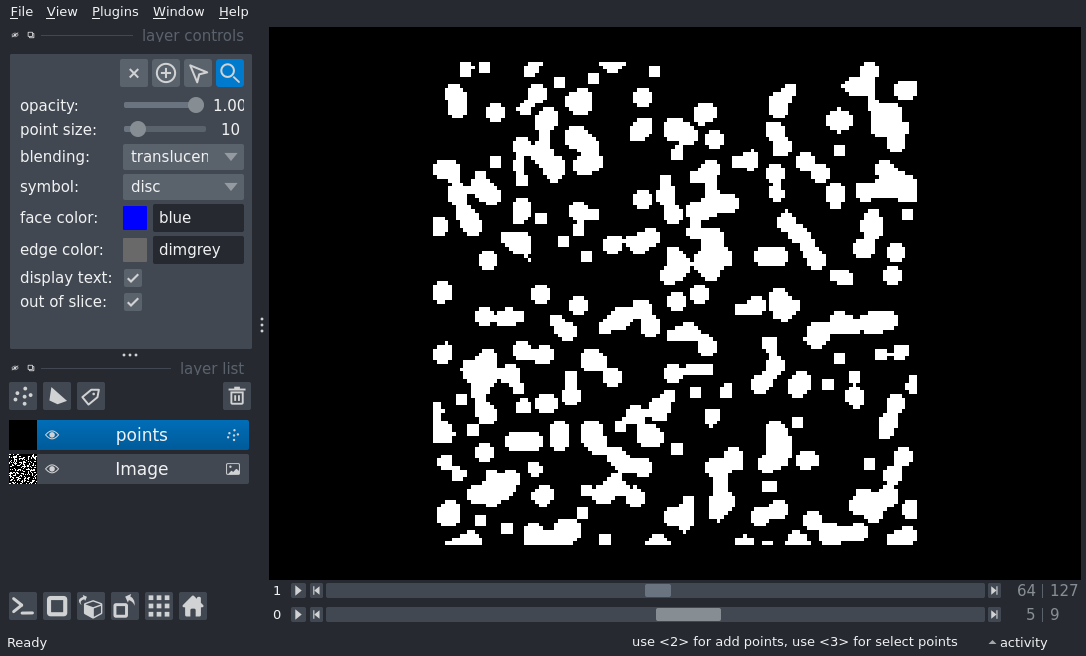 File View Plugins Window Help
layer controls
opacity: 1.00
point size: 10
blending: translucen
symbol: disc
face color: blue
edge color: dimgrey
display text:
out of slice:
layer list
points
Image
1 64 | 127
0 5 | 9
Ready use <2> for add points, use <3> for select points activity